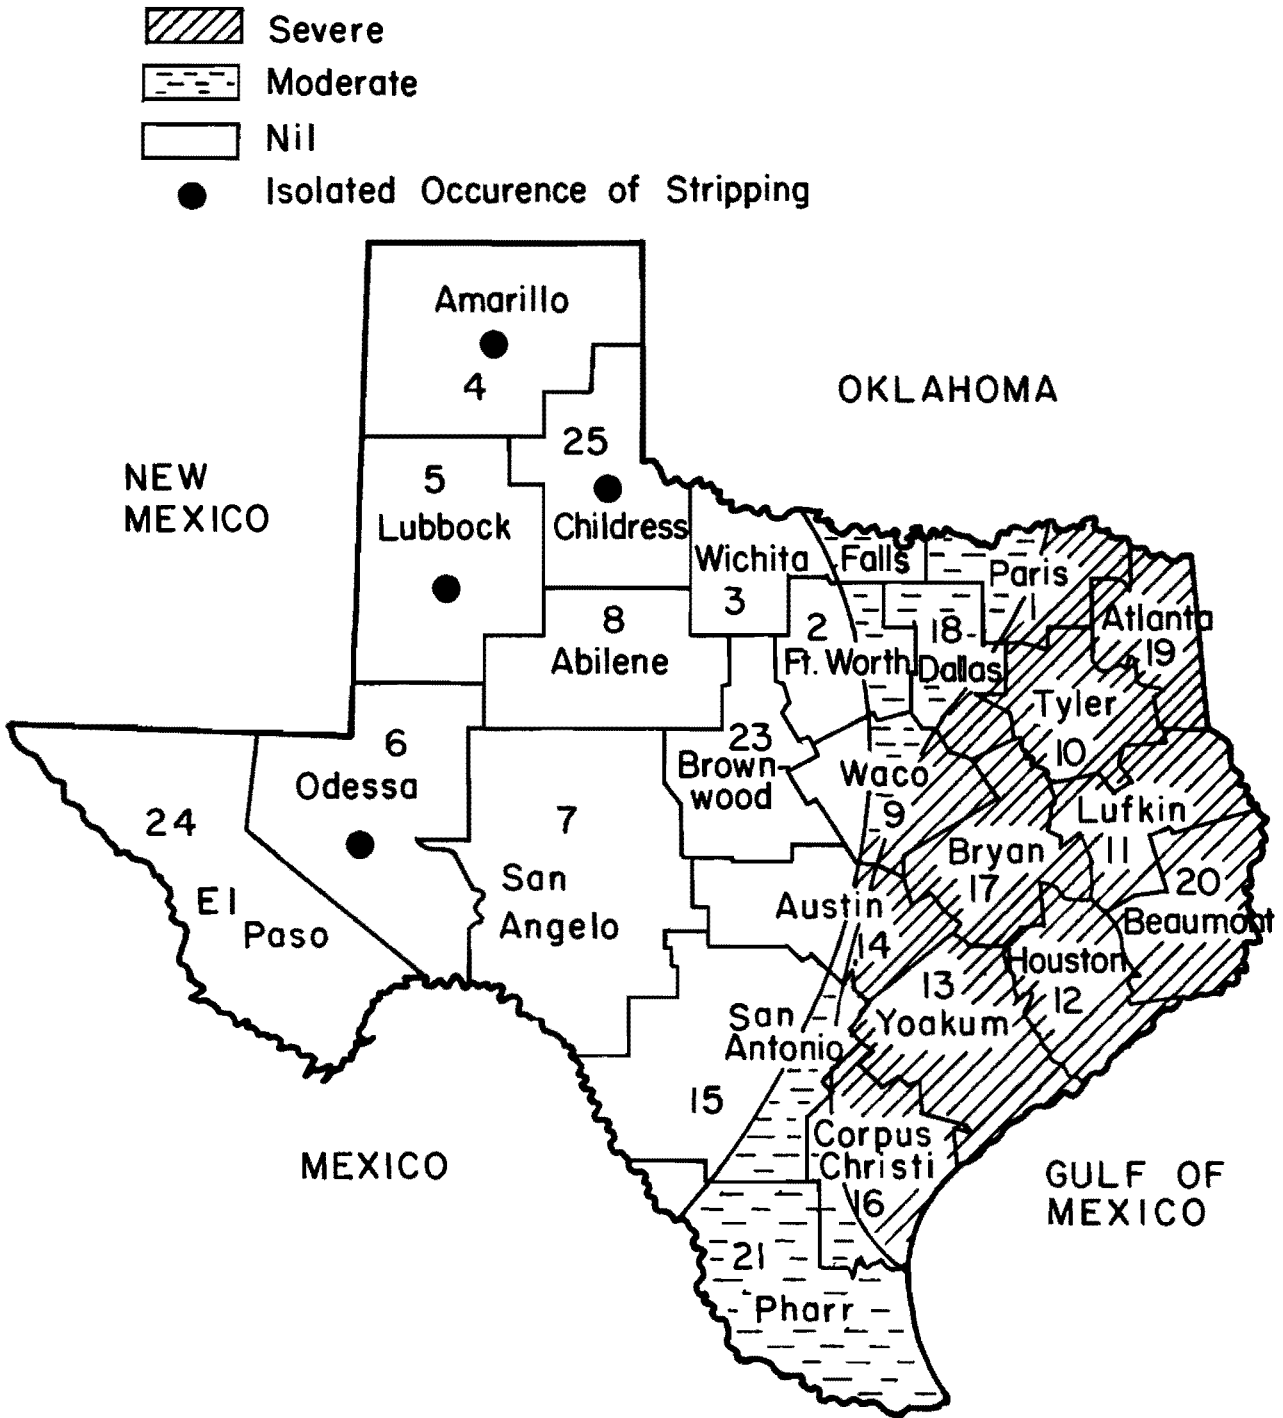 Severe
Moderate
Nil
Isolated Occurence of Stripping
Amarillo
4
OKLAHOMA
25
5
NEW
MEXICO
Lubbock
Childress
Wichita Falls
Paris
1
3
8
Abilene
2
Ft. Worth
18
Dallas
Atlanta
19
Tyler
10
6
Odessa
23
Brown-
wood
Waco
9
24
El
Paso
7
San
Angelo
Lufkin
11
Bryan
17
20
Beaumont
Austin
14
Houston
12
13
Yoakum
San
Antonio
15
Corpus
Christi
16
MEXICO
GULF OF
MEXICO
21
Pharr